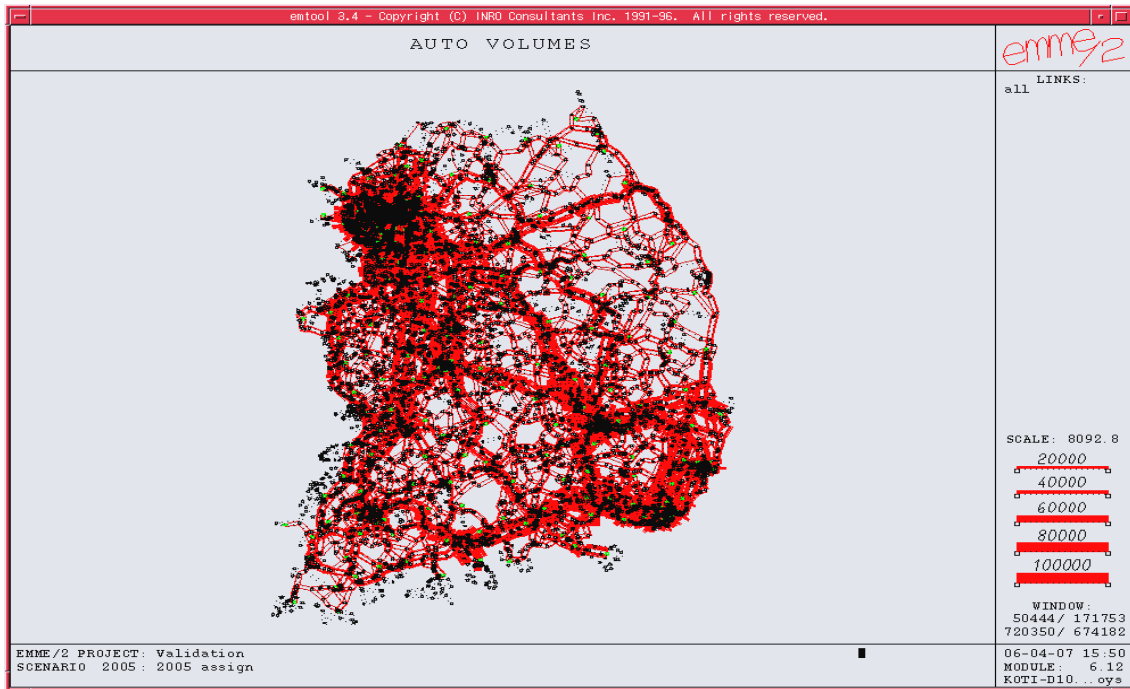 emtool 3.4 - Copyright (C) INRO Consultants Inc. 1991-96. All rights reserved.
AUTO VOLUMES
emme/2
LINKS:
all
SCALE: 8092.8
20000
40000
60000
80000
100000
WINDOW:
50444/ 171753
720350/ 674182
EMME/2 PROJECT: Validation
SCENARIO 2005: 2005 assign
06-04-07 15:50
MODULE: 6.12
KOTI-D10...oys